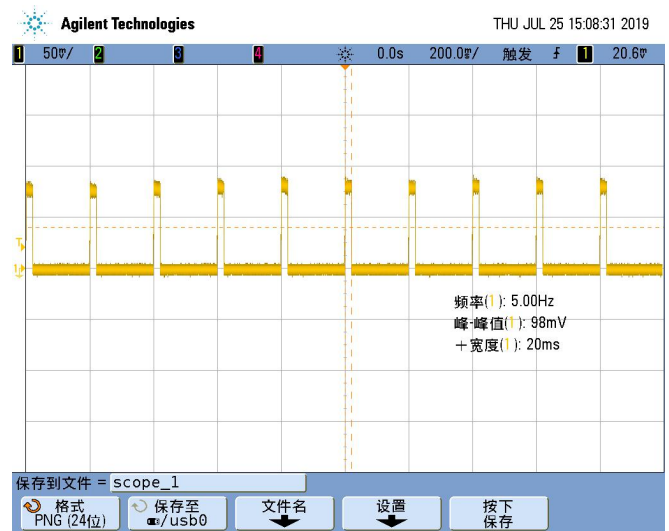 Agilent Technologies THU JUL 25 15:08:31 2019
1 50mV/ 2 3 4 0.0s 200.0ms/ 触发 1 20.6mV
T
1
频率(1): 5.00Hz
峰-峰值(1): 98mV
+宽度(1): 20ms
保存到文件 = scope_1
格式
PNG (24位)
保存至
/usb0
文件名
设置
按下
保存